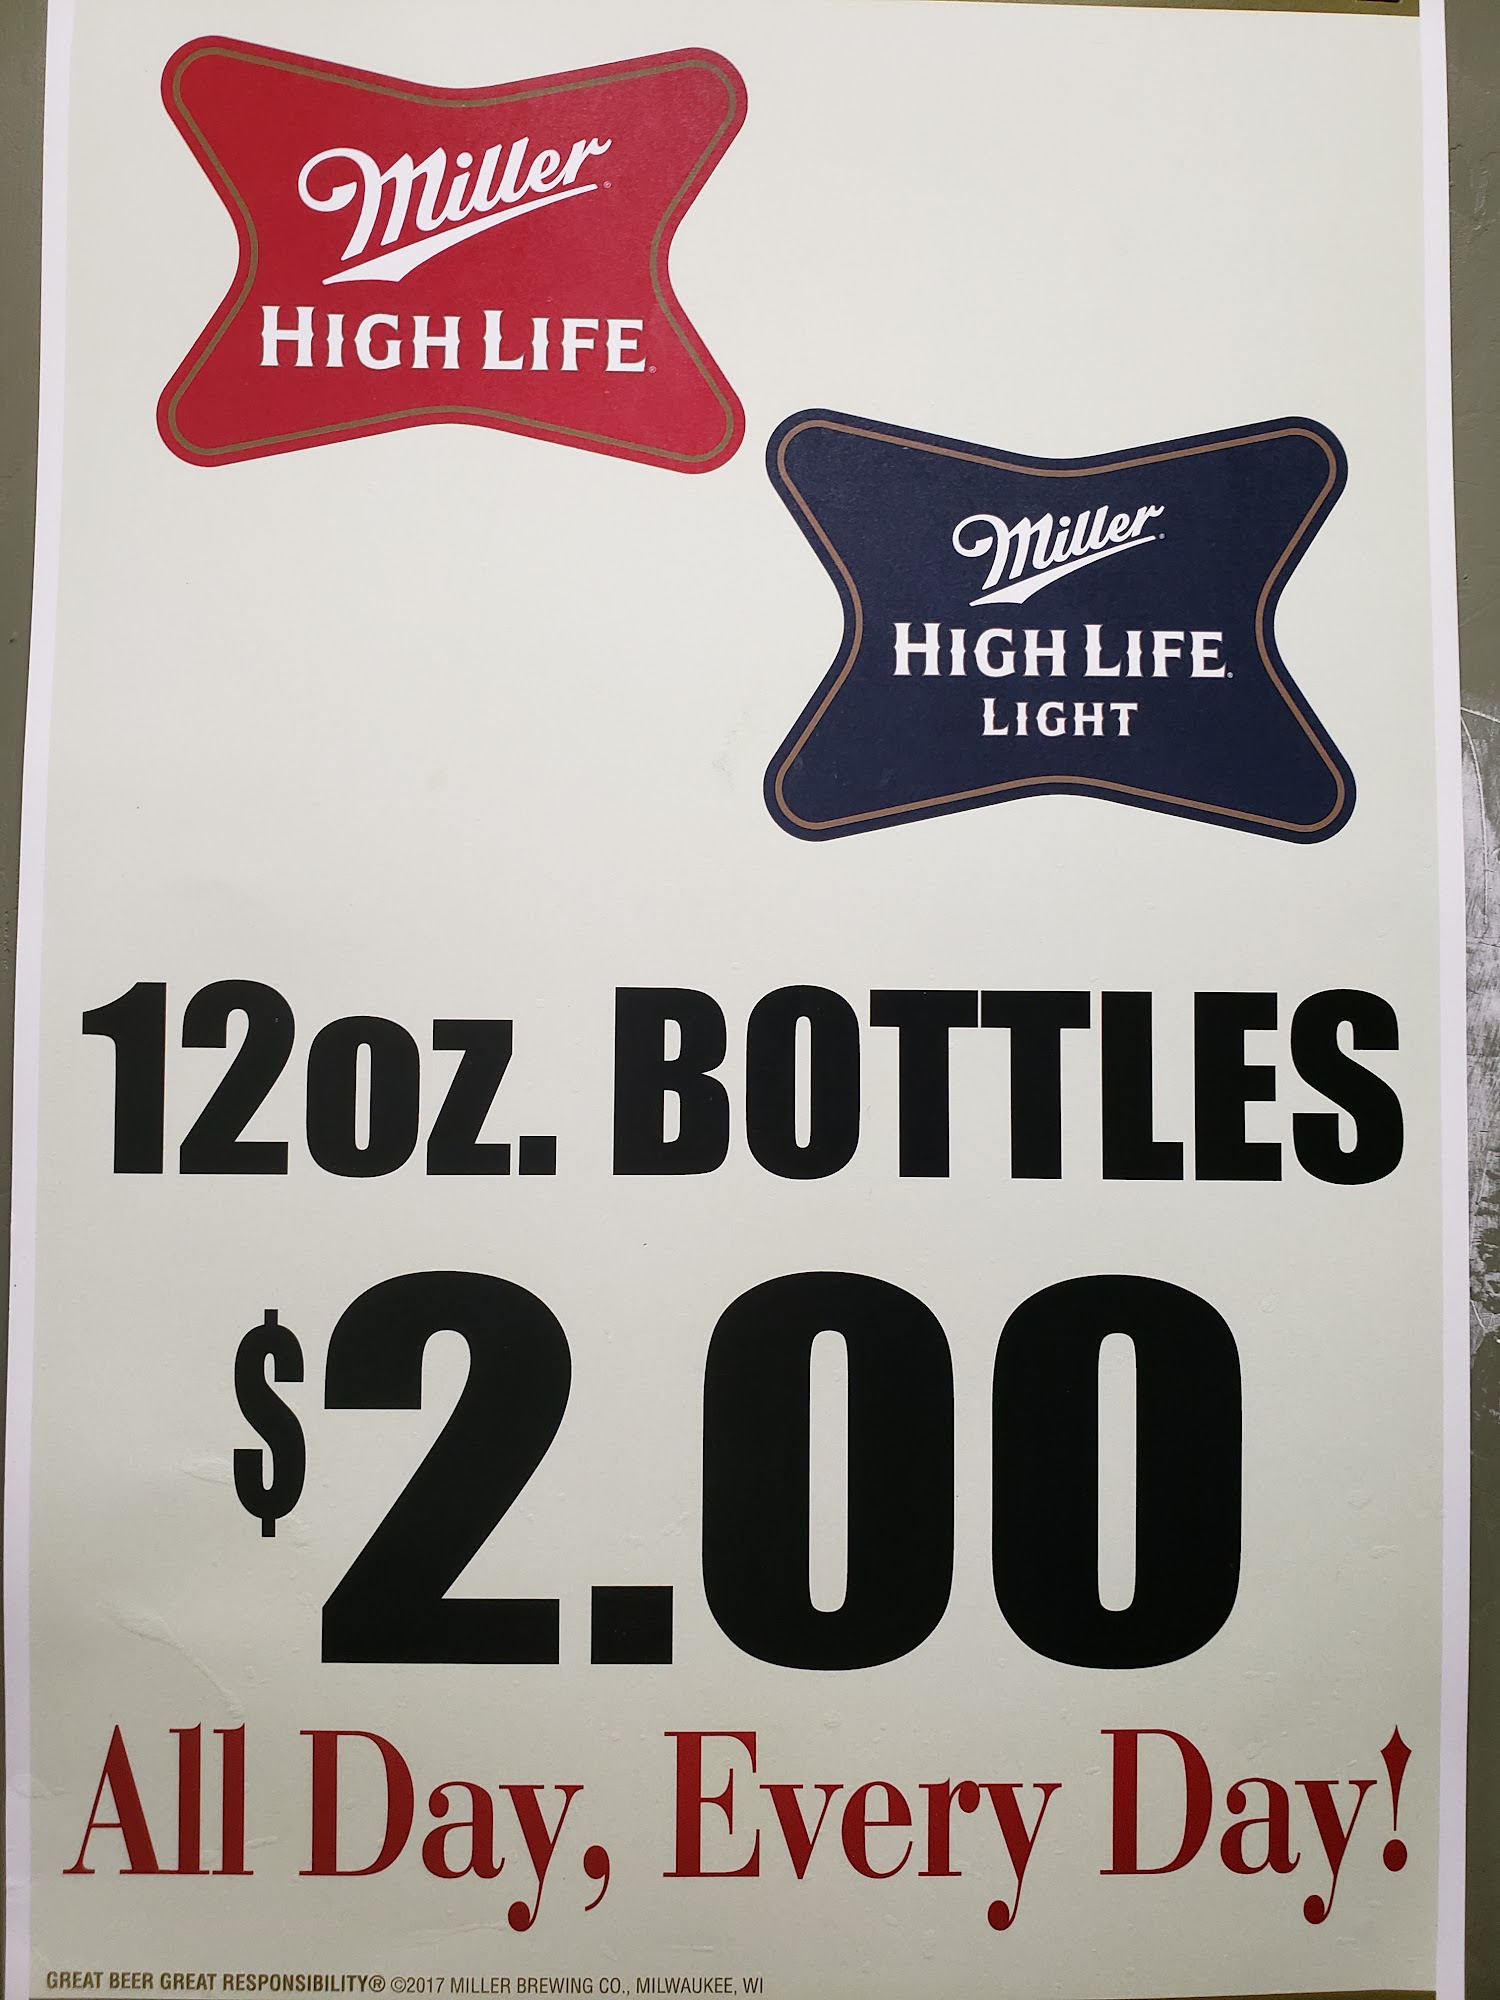 Miller
HIGH LIFE
Miller
HIGH LIFE
LIGHT
12oz. BOTTLES
$2.00
All Day, Every Day!
GREAT BEER GREAT RESPONSIBILITY® ©2017 MILLER BREWING CO., MILWAUKEE, WI